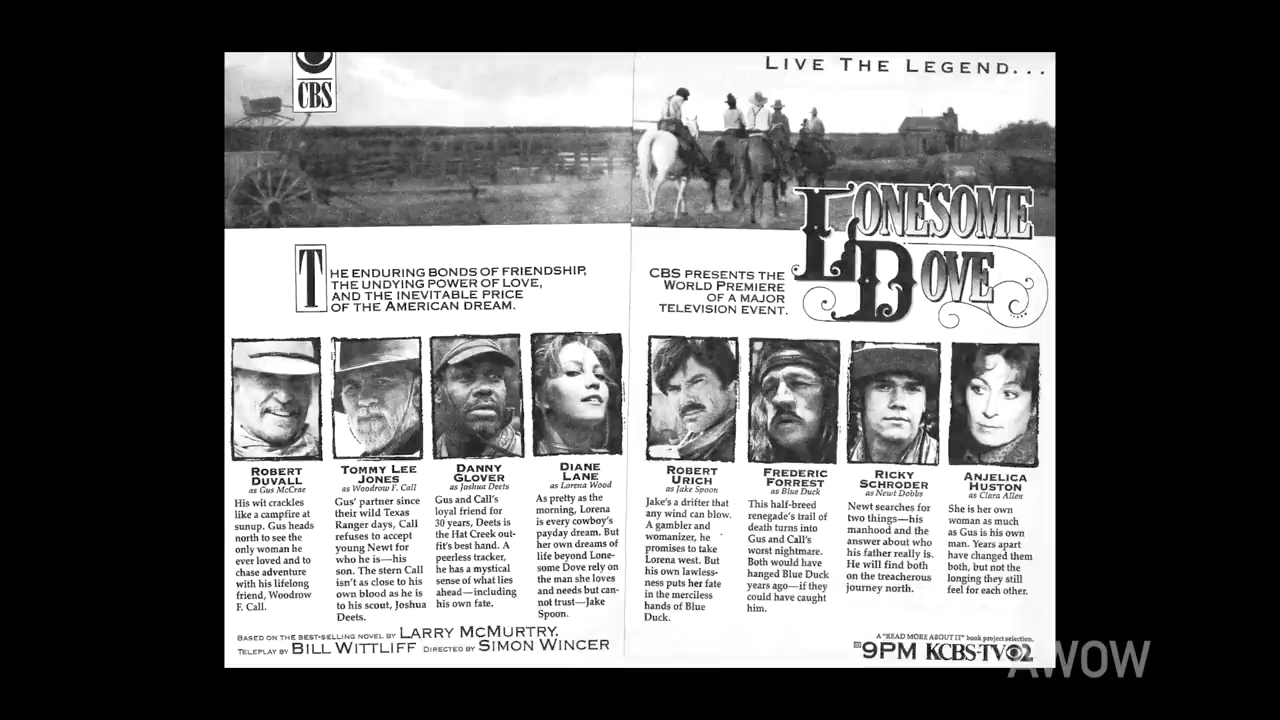 CBS
LIVE THE LEGEND...
LONESOME
DOVE
THE ENDURING BONDS OF FRIENDSHIP,
THE UNDYING POWER OF LOVE,
AND THE INEVITABLE PRICE
OF THE AMERICAN DREAM.
CBS PRESENTS THE
WORLD PREMIERE
OF A MAJOR
TELEVISION EVENT.
ROBERT
DUVALL
as Gus McCrae
His wit crackles
like a campfire at
sunup. Gus heads
north to see the
only woman he
ever loved and to
chase adventure
with his lifelong
friend, Woodrow
F. Call.
TOMMY LEE
JONES
as Woodrow F. Call
Gus' partner since
their wild Texas
Ranger days, Call
refuses to accept
young Newt for
who he is—his
son. The stern Call
isn't as close to his
own blood as he is
to his scout, Joshua
Deets.
DANNY
GLOVER
as Joshua Deets
Gus and Call's
loyal friend for
30 years, Deets is
the Hat Creek out-
fit's best hand. A
peerless tracker,
he has a mystical
sense of what lies
ahead—including
his own fate.
DIANE
LANE
as Lorena Wood
As pretty as the
morning, Lorena
is every cowboy's
payday dream. But
her own dreams of
life beyond Lone-
some Dove rely on
the man she loves
and needs but can-
not trust—Jake
Spoon.
ROBERT
URICH
as Jake Spoon
Jake's a drifter that
any wind can blow.
A gambler and
womanizer, he
promises to take
Lorena west. But
his own lawless-
ness puts her fate
in the merciless
hands of Blue
Duck.
FREDERIC
FORREST
as Blue Duck
This half-breed
renegade's trail of
death turns into
Gus and Call's
worst nightmare.
Both would have
hanged Blue Duck
years ago—if they
could have caught
him.
RICKY
SCHRODER
as Newt Dobbs
Newt searches for
two things—his
manhood and the
answer about who
his father really is.
He will find both
on the treacherous
journey north.
ANJELICA
HUSTON
as Clara Allen
She is her own
woman as much
as Gus is his own
man. Years apart
have changed them
both, but not the
longing they still
feel for each other.
BASED ON THE BEST-SELLING NOVEL BY LARRY MCMURTRY.
TELEPLAY BY BILL WITTLIFF DIRECTED BY SIMON WINCER
A "READ MORE ABOUT IT" book project selection.
9PM KCBS-TV 2
AWOW